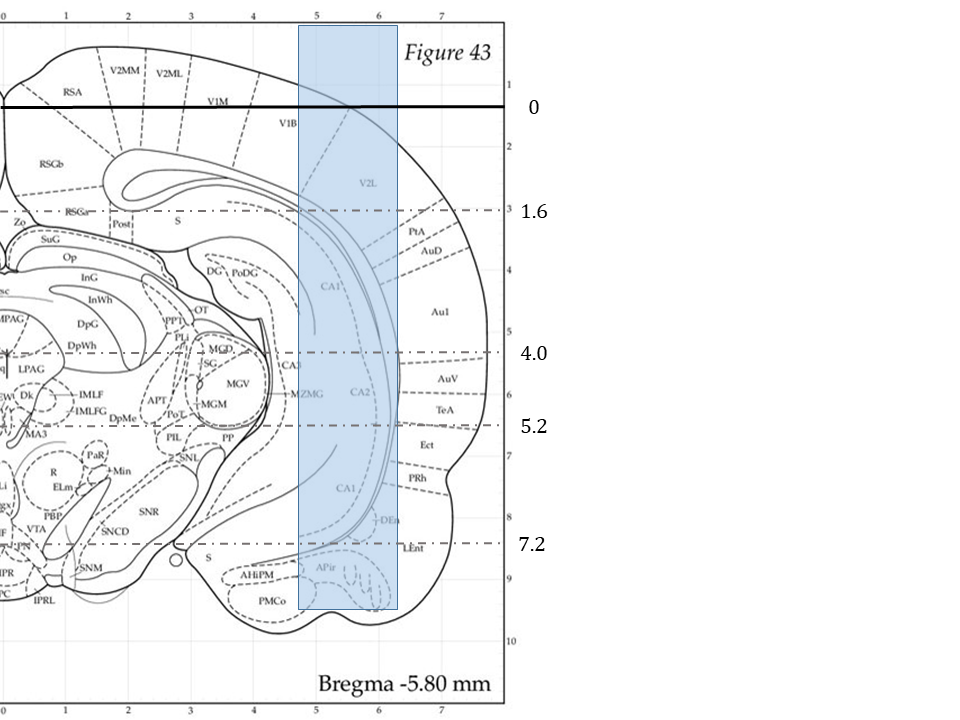 0 1 2 3 4 5 6 7
Figure 43
V2MM
V2ML
1
RSA
V1M
0
V1B
2
RSGb
V2L
3
RSGa
1.6
Zo
Post
S
PtA
SuG
AuD
Op
4
DG
PoDG
InG
CA1
sc
InWh
OT
Au1
MPAG
DpG
PPT
5
PLi
DpWh
MGD
4.0
SG
CA3
LPAG
MGV
AuV
Dk
IMLF
MZMG
CA2
6
APT
MGM
TeA
IMLFG
DpMe
PoT
5.2
MA3
PIL
PP
Ect
PaR
SNL
7
R
Min
PRh
Li
ELm
CA1
SNR
PBP
8
DEn
VTA
SNCD
7.2
LEnt
S
SNM
APir
AHiPM
9
IPRL
PMCo
10
Bregma -5.80 mm
0 1 2 3 4 5 6 7